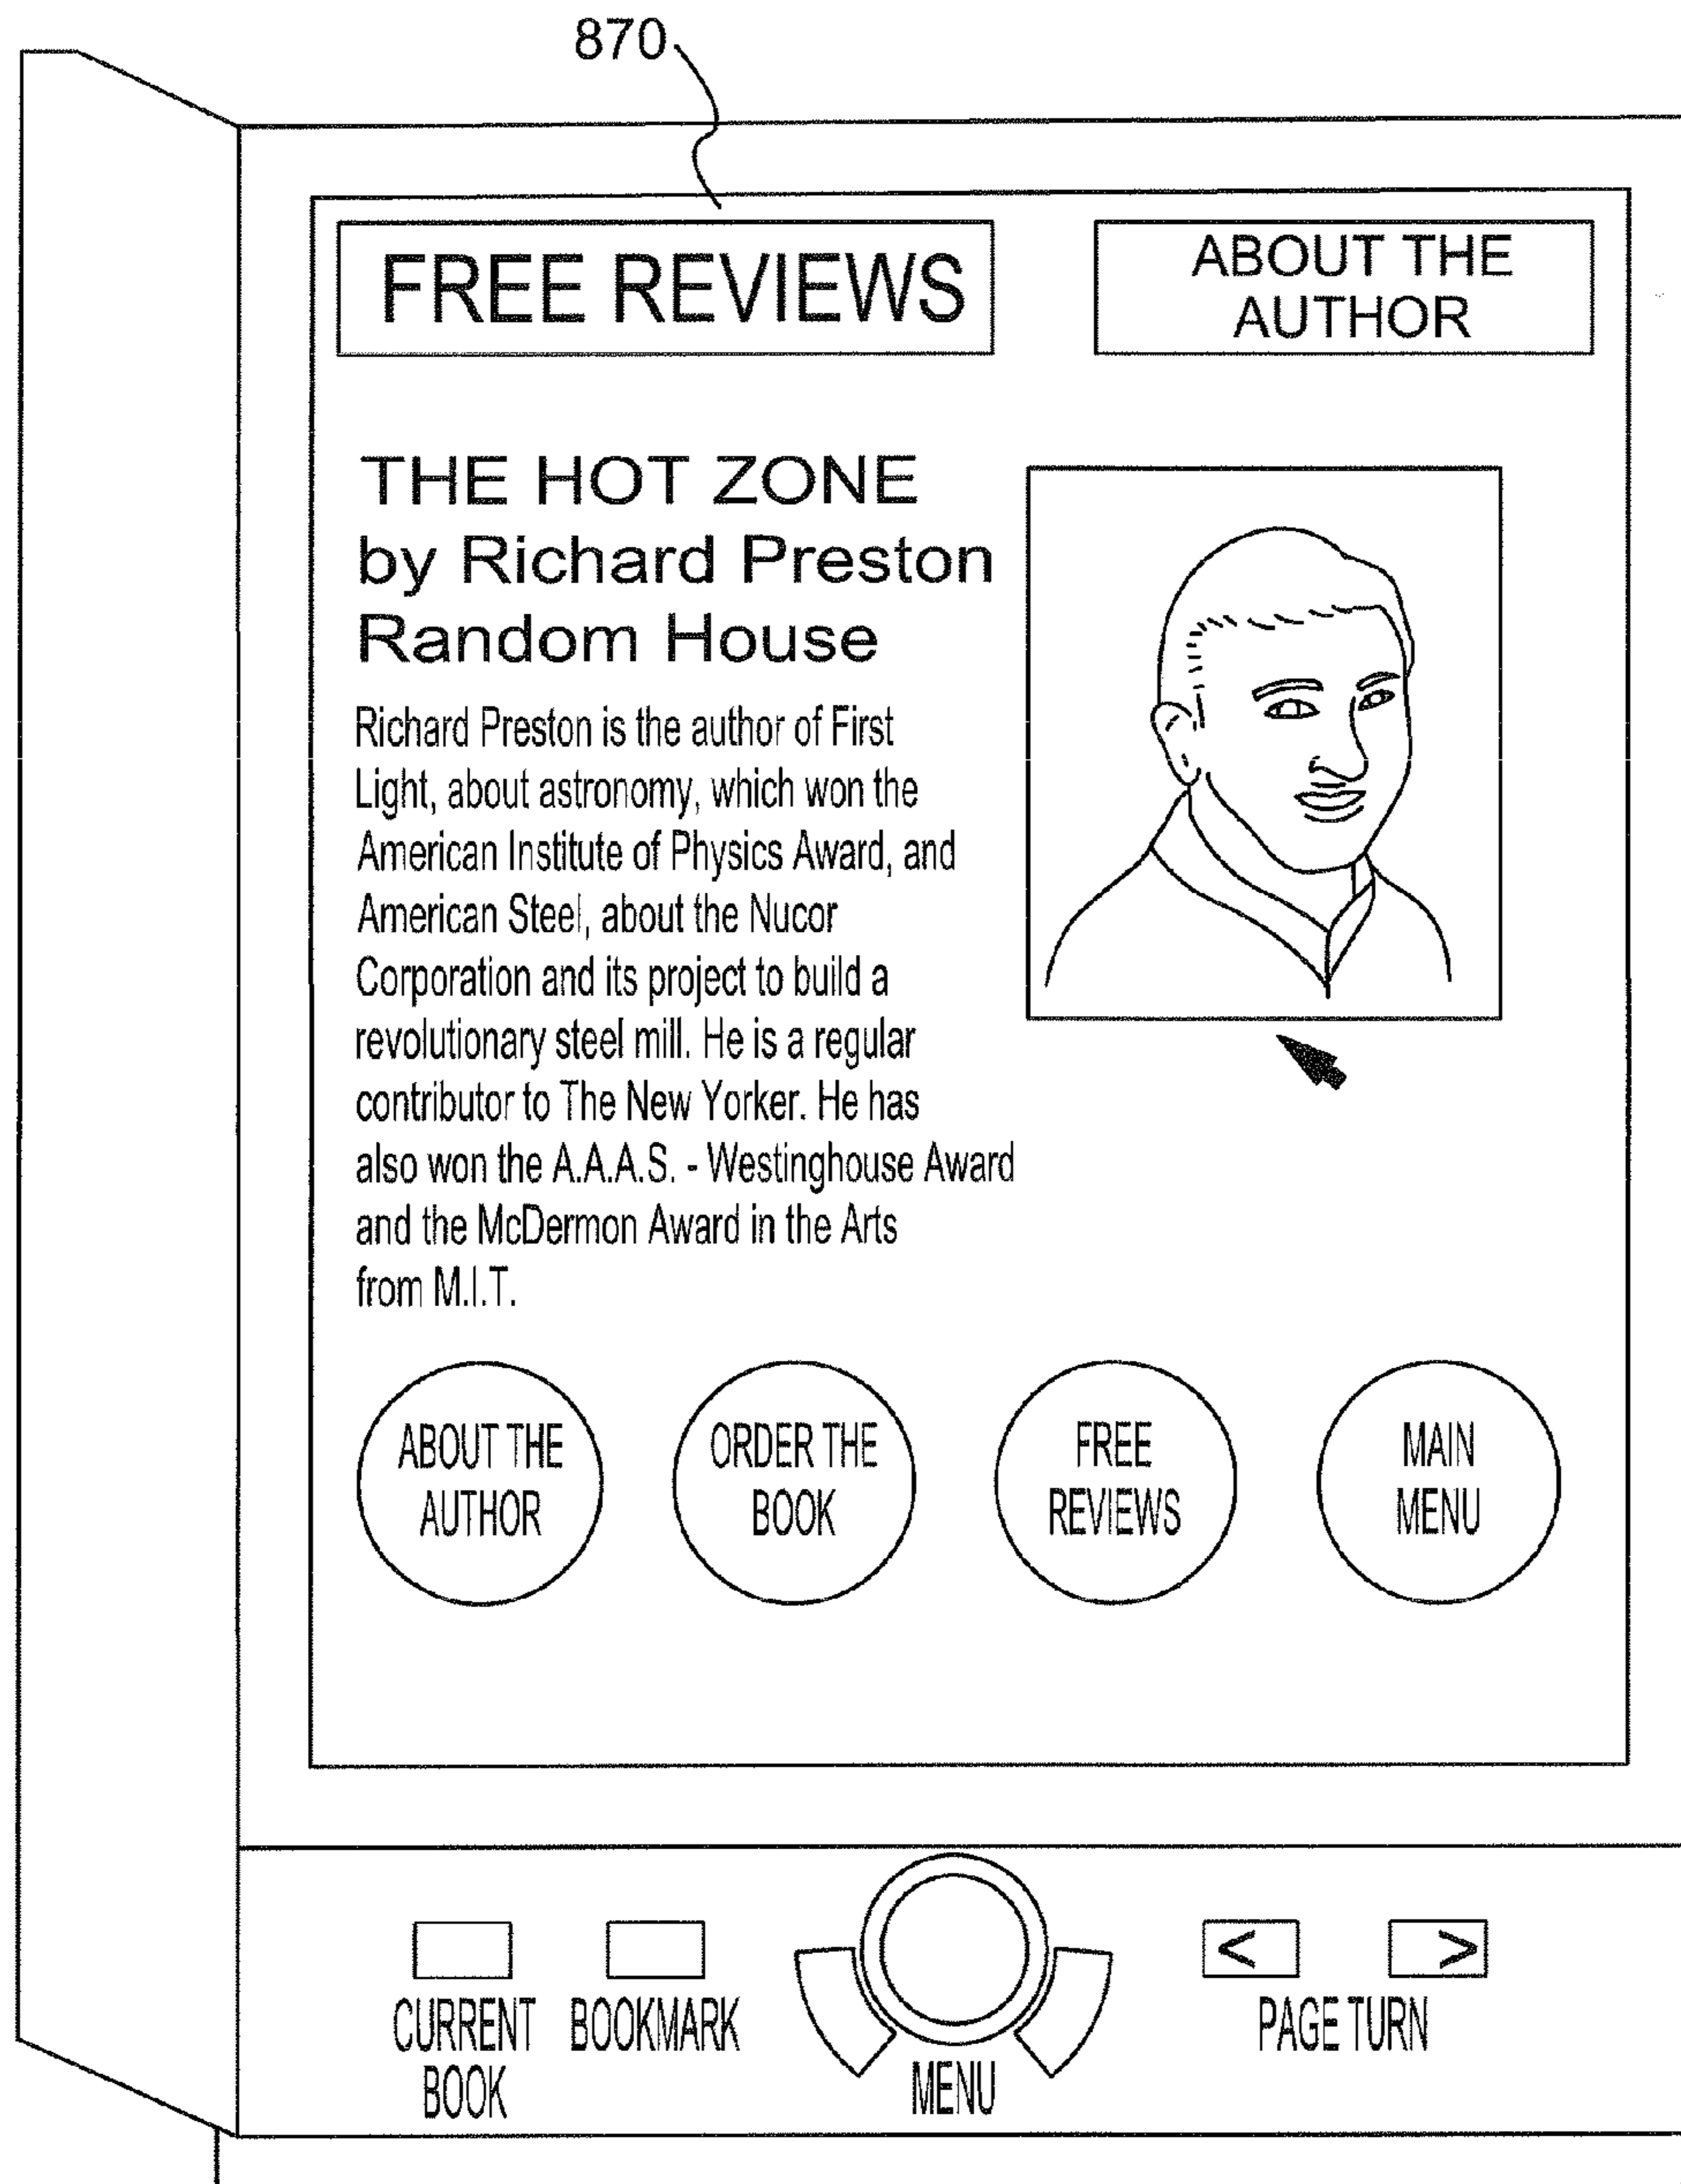 870
FREE REVIEWS
ABOUT THE
AUTHOR
THE HOT ZONE
by Richard Preston
Random House
Richard Preston is the author of First
Light, about astronomy, which won the
American Institute of Physics Award, and
American Steel, about the Nucor
Corporation and its project to build a
revolutionary steel mill. He is a regular
contributor to The New Yorker. He has
also won the A.A.A.S. - Westinghouse Award
and the McDermon Award in the Arts
from M.I.T.
ABOUT THE
AUTHOR
ORDER THE
BOOK
FREE
REVIEWS
MAIN
MENU
< >
CURRENT
BOOK
BOOKMARK
MENU
PAGE TURN